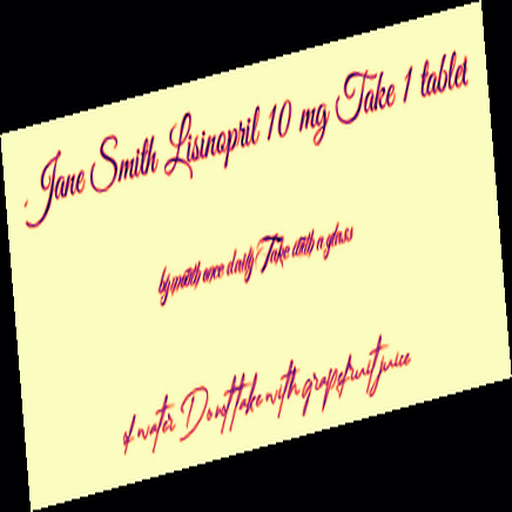 Jane Smith Lisinopril 10 mg Take 1 tablet
by mouth once daily Take with a glass
of water Do not take with grapefruit juice